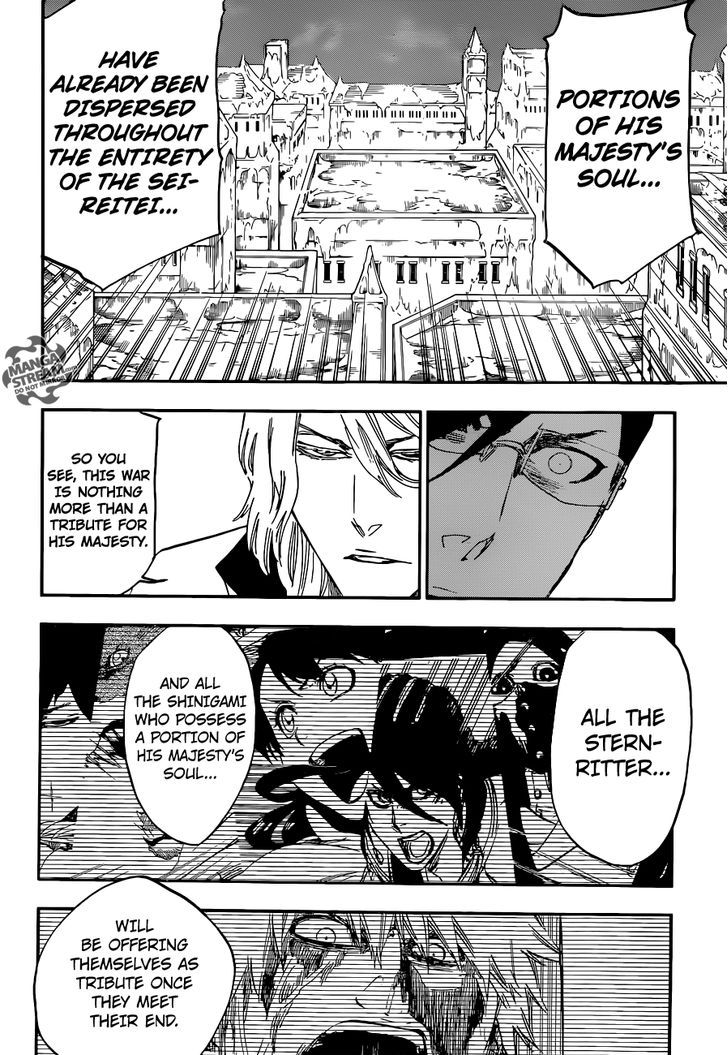 PORTIONS
OF HIS
MAJESTY'S
SOUL...
HAVE
ALREADY BEEN
DISPERSED
THROUGHOUT
THE ENTIRETY
OF THE SEI-
REITEI...
MANGA
STREAM
DO NOT MIRROR
SO YOU
SEE, THIS WAR
IS NOTHING
MORE THAN A
TRIBUTE FOR
HIS MAJESTY.
ALL THE
STERN-
RITTER...
AND ALL
THE SHINIGAMI
WHO POSSESS
A PORTION OF
HIS MAJESTY'S
SOUL...
WILL
BE OFFERING
THEMSELVES AS
TRIBUTE ONCE
THEY MEET
THEIR END.